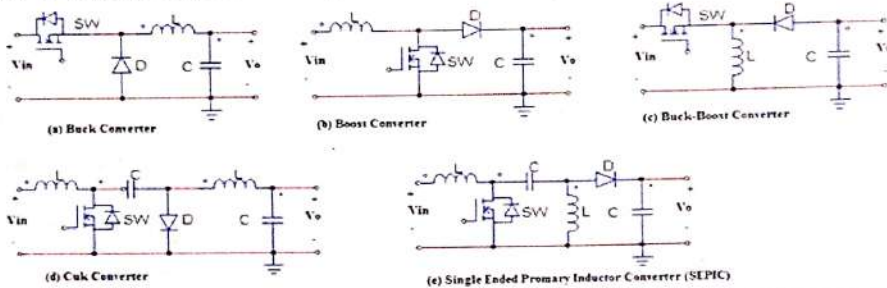 SW L
Vin D C Vo
(a) Buck Converter
L D
Vin SW C Vo
(b) Boost Converter
SW D
Vin L C Vo
(c) Buck-Boost Converter
L C L
Vin SW D C Vo
(d) Cuk Converter
L C D
Vin SW L C Vo
(e) Single Ended Promary Inductor Converter (SEPIC)